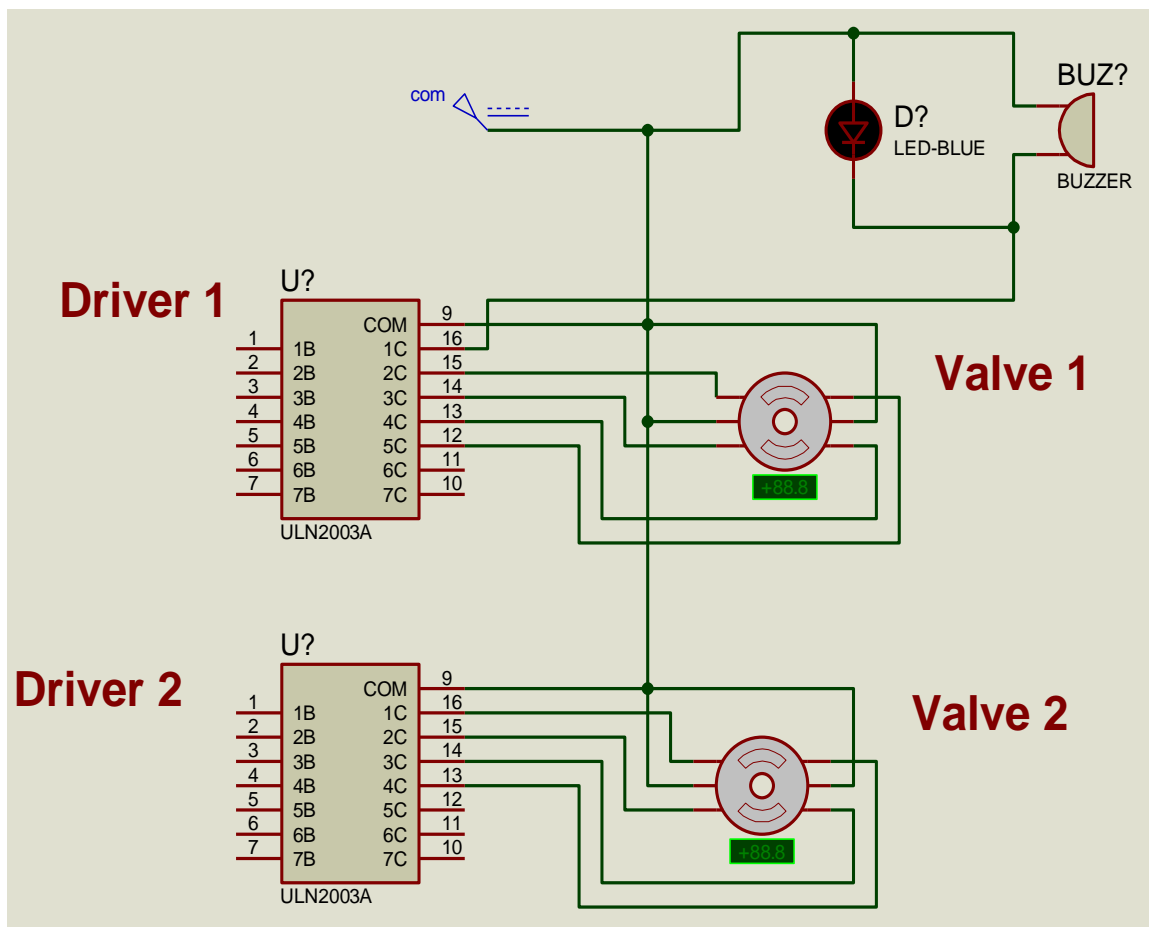 com
BUZ?
D?
LED-BLUE
BUZZER
Driver 1
U?
COM 9
1 1B 1C 16
2 2B 2C 15
3 3B 3C 14
4 4B 4C 13
5 5B 5C 12
6 6B 6C 11
7 7B 7C 10
ULN2003A
Valve 1
+88.8
Driver 2
U?
COM 9
1 1B 1C 16
2 2B 2C 15
3 3B 3C 14
4 4B 4C 13
5 5B 5C 12
6 6B 6C 11
7 7B 7C 10
ULN2003A
Valve 2
+88.8